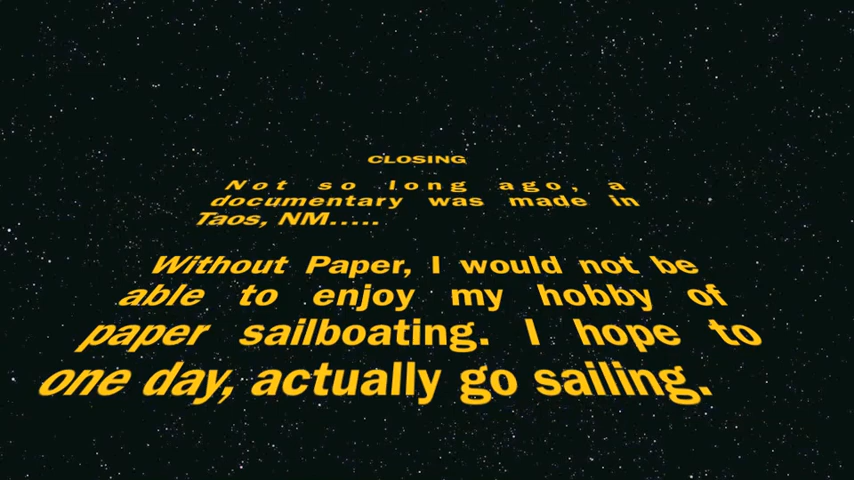 CLOSING
Not so long ago, a
documentary was made in
Taos, NM.....
Without Paper, I would not be
able to enjoy my hobby of
paper sailboating. I hope to
one day, actually go sailing.